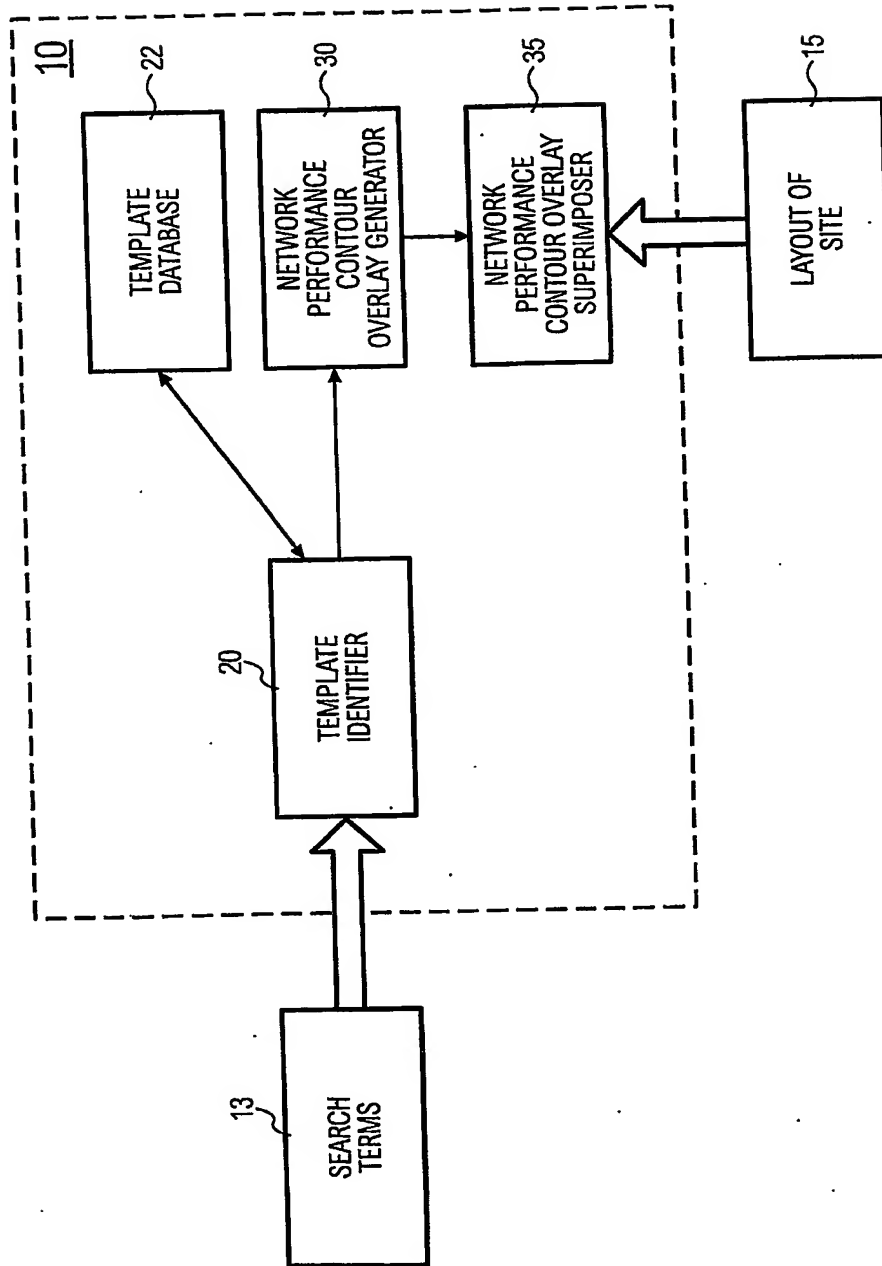 10
22
TEMPLATE
DATABASE
30
NETWORK
PERFORMANCE
CONTOUR
OVERLAY GENERATOR
35
NETWORK
PERFORMANCE
CONTOUR OVERLAY
SUPERIMPOSER
15
LAYOUT OF
SITE
20
TEMPLATE
IDENTIFIER
13
SEARCH
TERMS